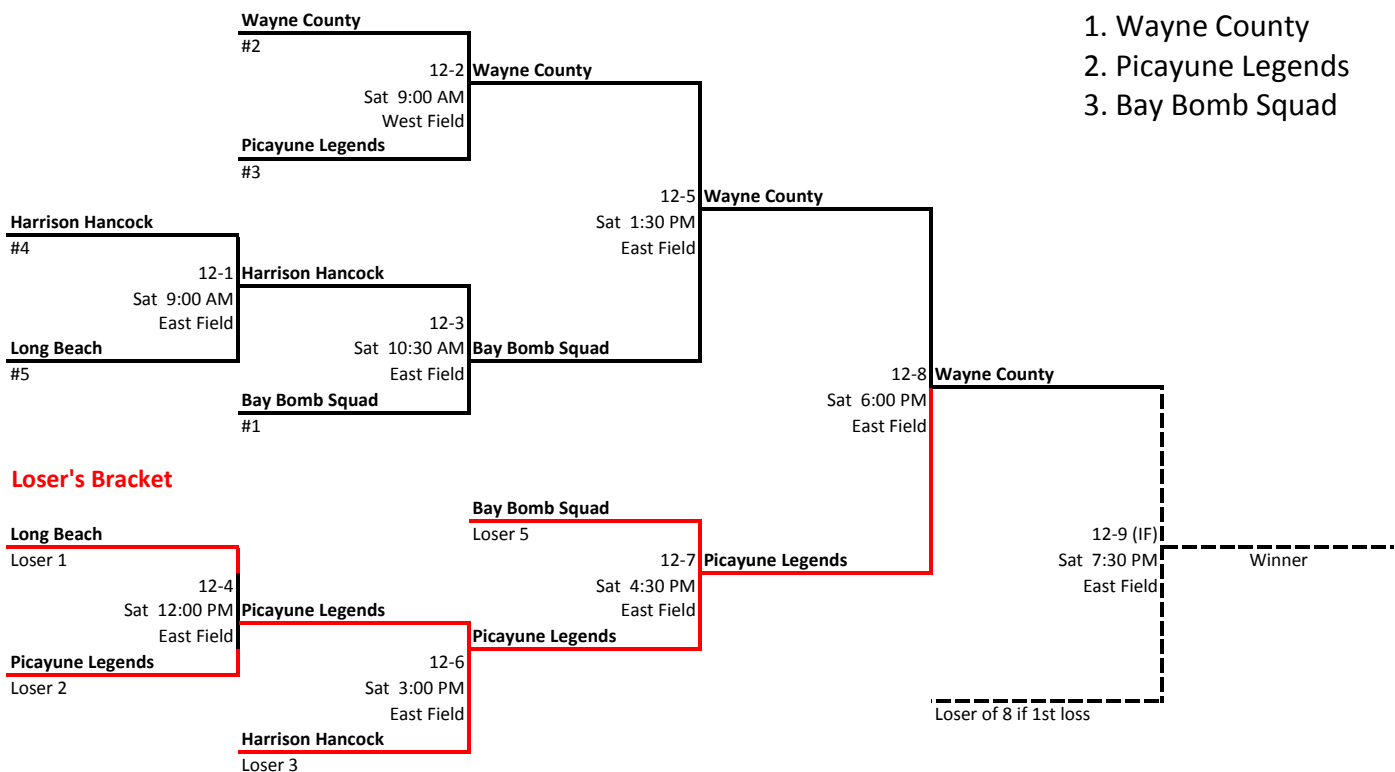 Wayne County
#2
12-2
Sat 9:00 AM
West Field
Wayne County
Picayune Legends
#3
1. Wayne County
2. Picayune Legends
3. Bay Bomb Squad
Harrison Hancock
#4
12-1
Sat 9:00 AM
East Field
Harrison Hancock
Long Beach
#5
12-3
Sat 10:30 AM
East Field
Bay Bomb Squad
Bay Bomb Squad
#1
12-5
Sat 1:30 PM
East Field
Wayne County
12-8
Sat 6:00 PM
East Field
Wayne County
Loser's Bracket
Long Beach
Loser 1
12-4
Sat 12:00 PM
East Field
Picayune Legends
Picayune Legends
Loser 2
12-6
Sat 3:00 PM
East Field
Picayune Legends
Harrison Hancock
Loser 3
Bay Bomb Squad
Loser 5
12-7
Sat 4:30 PM
East Field
Picayune Legends
12-9 (IF)
Sat 7:30 PM
East Field
Winner
Loser of 8 if 1st loss